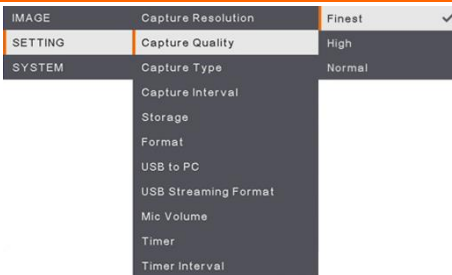 IMAGE
SETTING
SYSTEM
Capture Resolution
Capture Quality
Capture Type
Capture Interval
Storage
Format
USB to PC
USB Streaming Format
Mic Volume
Timer
Timer Interval
Finest
High
Normal